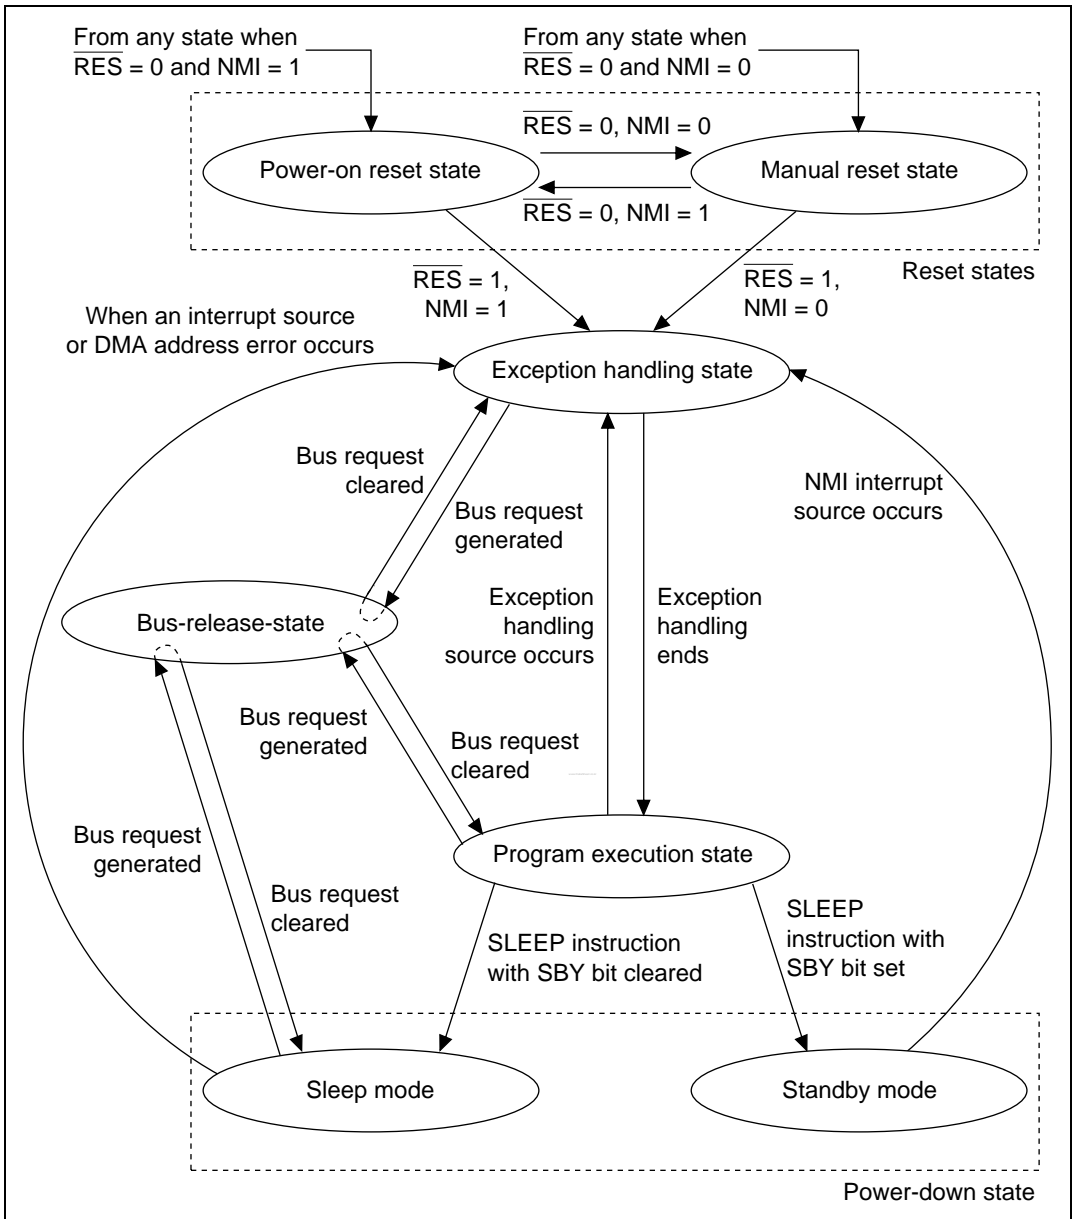 From any state when
RES = 0 and NMI = 1
From any state when
RES = 0 and NMI = 0
RES = 0, NMI = 0
Power-on reset state
Manual reset state
RES = 0, NMI = 1
Reset states
RES = 1,
NMI = 1
RES = 1,
NMI = 0
When an interrupt source
or DMA address error occurs
Exception handling state
Bus request
cleared
Bus request
generated
NMI interrupt
source occurs
Bus-release-state
Exception
handling
source occurs
Exception
handling
ends
Bus request
generated
Bus request
cleared
Bus request
generated
Bus request
cleared
Program execution state
SLEEP instruction
with SBY bit cleared
SLEEP
instruction with
SBY bit set
Sleep mode
Standby mode
Power-down state